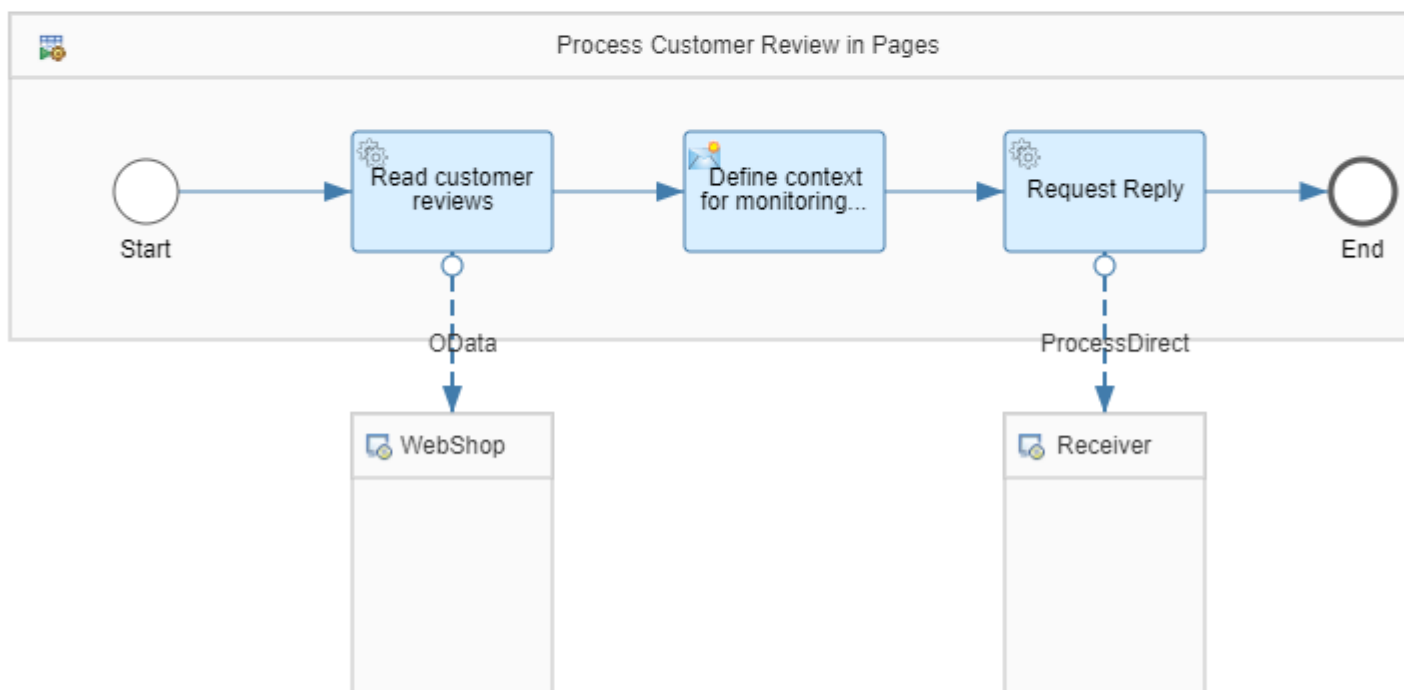 Process Customer Review in Pages
Read customer
reviews
Define context
for monitoring...
Request Reply
Start
End
OData
ProcessDirect
WebShop
Receiver